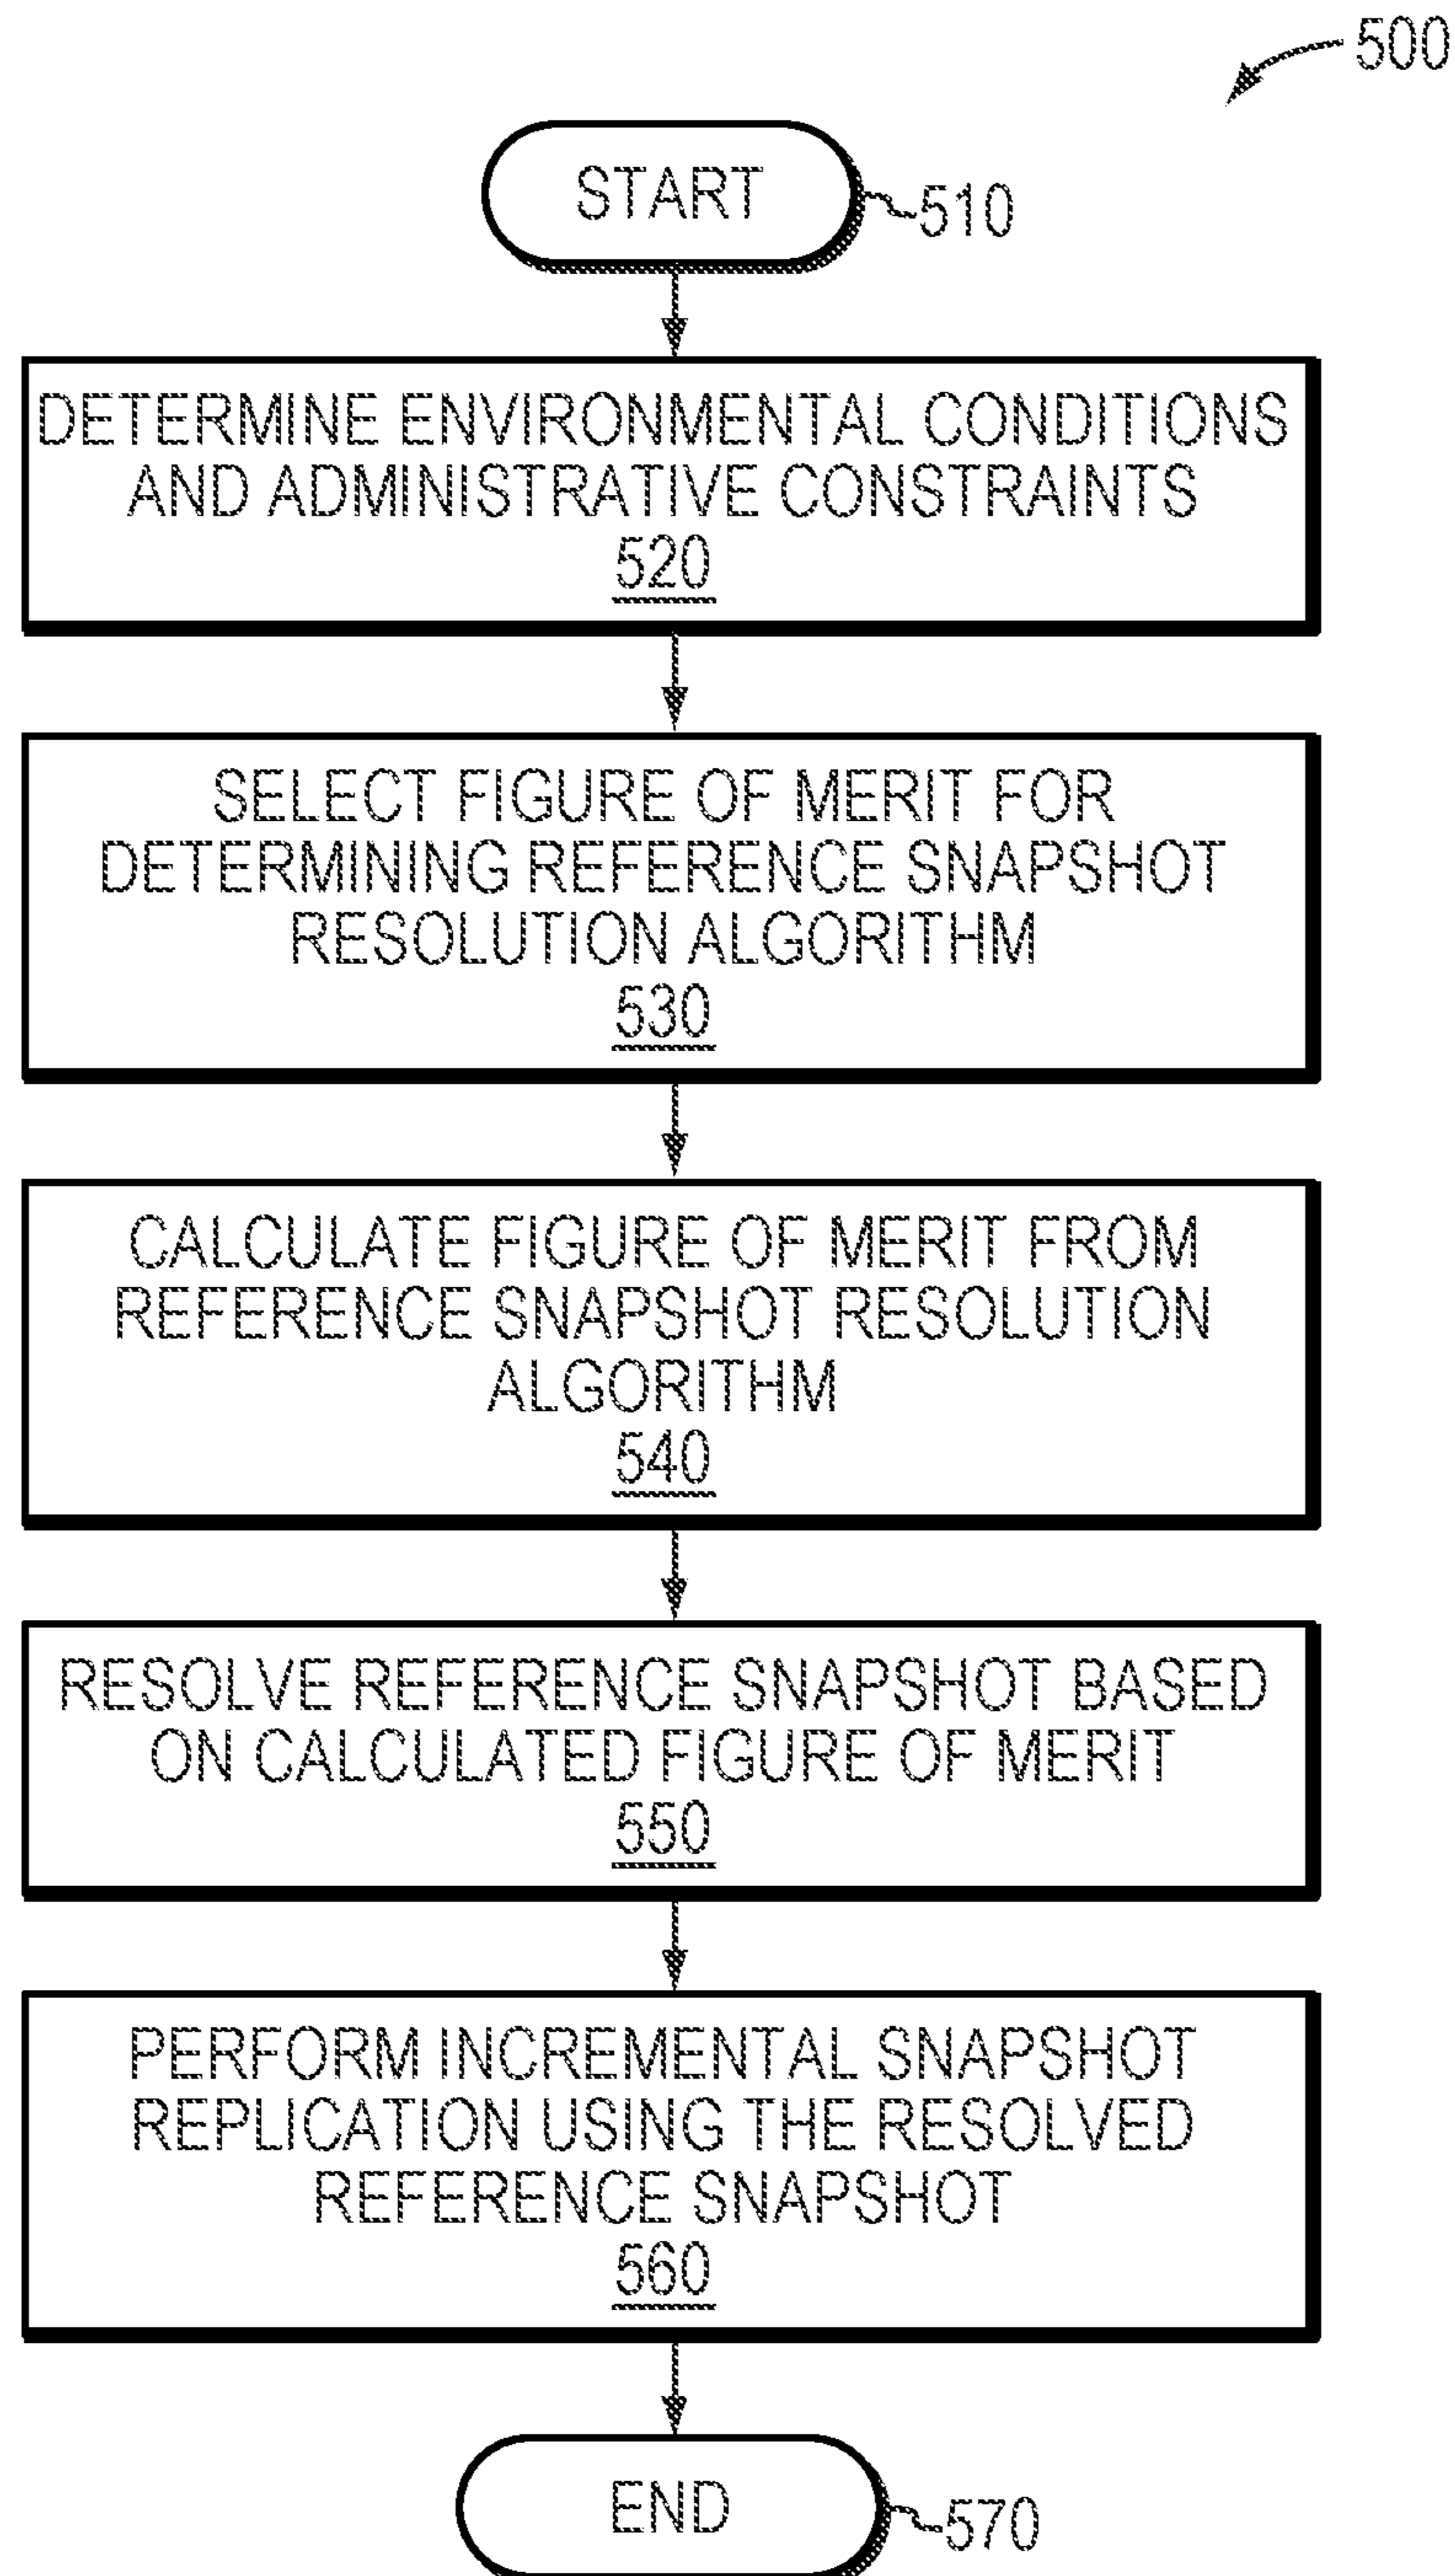 500
START
510
DETERMINE ENVIRONMENTAL CONDITIONS
AND ADMINISTRATIVE CONSTRAINTS
520
SELECT FIGURE OF MERIT FOR
DETERMINING REFERENCE SNAPSHOT
RESOLUTION ALGORITHM
530
CALCULATE FIGURE OF MERIT FROM
REFERENCE SNAPSHOT RESOLUTION
ALGORITHM
540
RESOLVE REFERENCE SNAPSHOT BASED
ON CALCULATED FIGURE OF MERIT
550
PERFORM INCREMENTAL SNAPSHOT
REPLICATION USING THE RESOLVED
REFERENCE SNAPSHOT
560
END
570